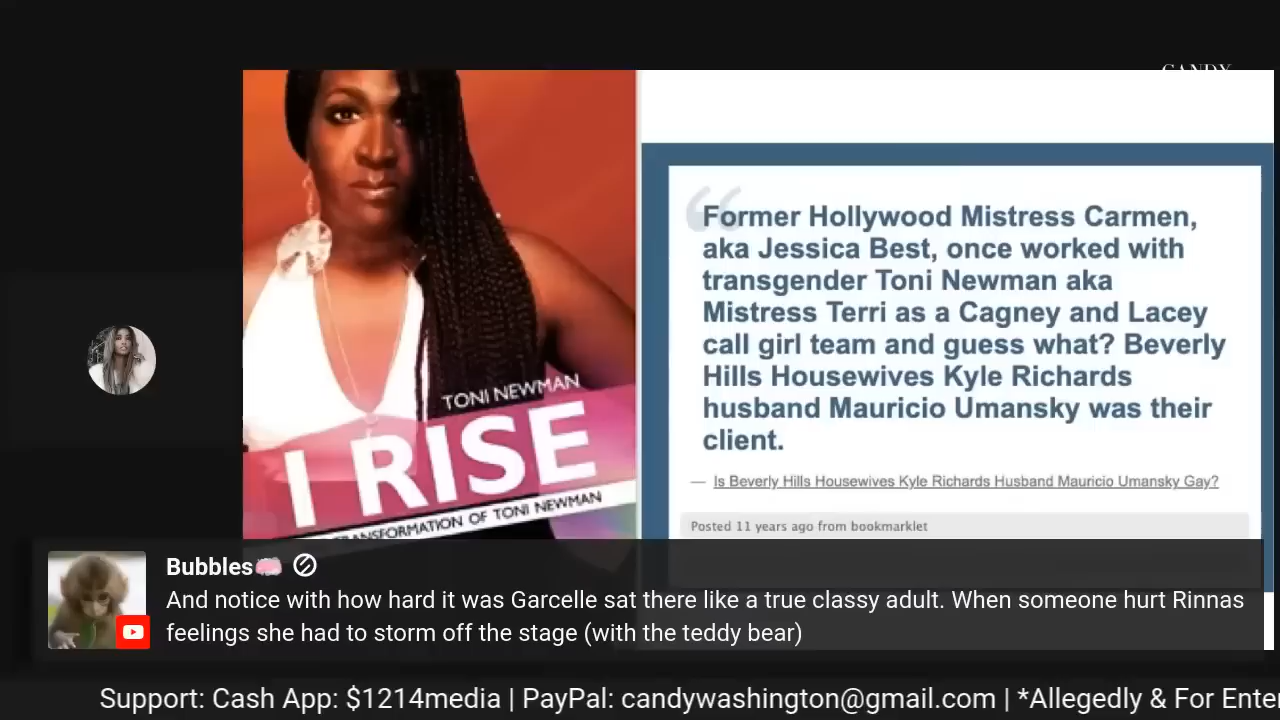 CANDY
Former Hollywood Mistress Carmen,
aka Jessica Best, once worked with
transgender Toni Newman aka
Mistress Terri as a Cagney and Lacey
call girl team and guess what? Beverly
Hills Housewives Kyle Richards
husband Mauricio Umansky was their
client.
— Is Beverly Hills Housewives Kyle Richards Husband Mauricio Umansky Gay?
Posted 11 years ago from bookmarklet
TONI NEWMAN
I RISE
TRANSFORMATION OF TONI NEWMAN
Bubbles
And notice with how hard it was Garcelle sat there like a true classy adult. When someone hurt Rinnas
feelings she had to storm off the stage (with the teddy bear)
Support: Cash App: $1214media | PayPal: candywashington@gmail.com | *Allegedly & For Enter